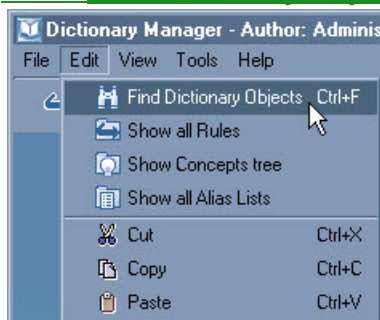 Dictionary Manager - Author: Adminis
File Edit View Tools Help
Find Dictionary Objects Ctrl+F
Show all Rules
Show Concepts tree
Show all Alias Lists
Cut Ctrl+X
Copy Ctrl+C
Paste Ctrl+V